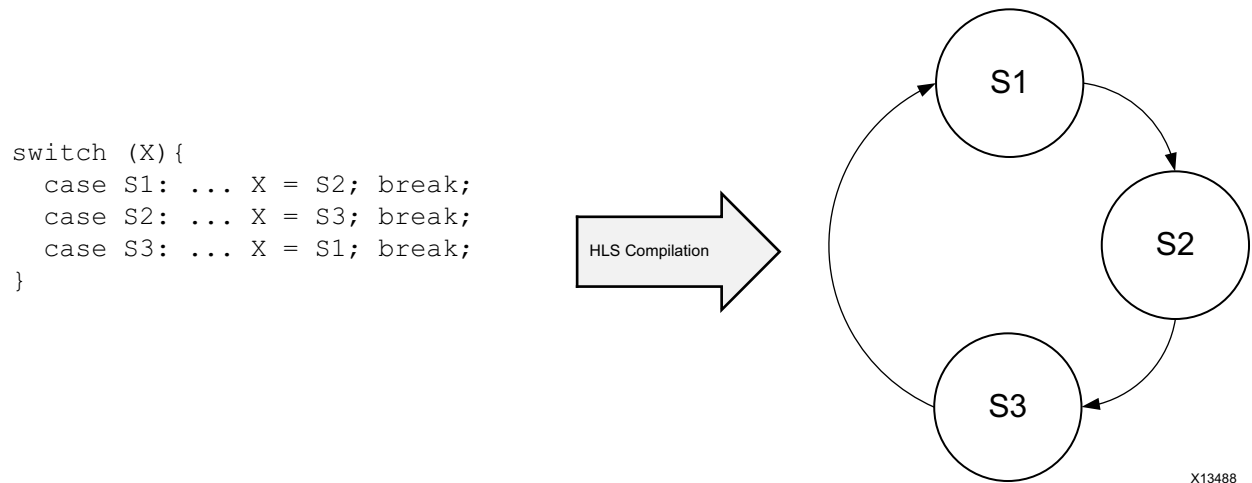 switch (X){
  case S1: ... X = S2; break;
  case S2: ... X = S3; break;
  case S3: ... X = S1; break;
}
HLS Compilation
S1
S2
S3
X13488